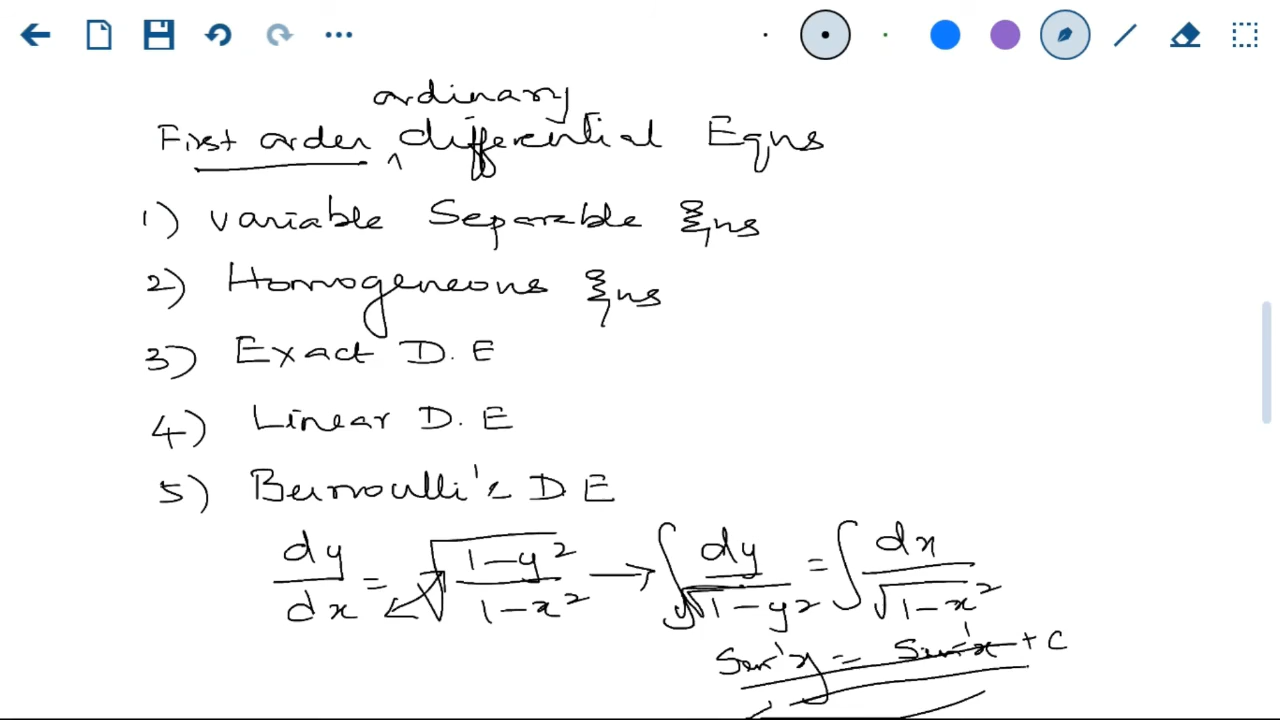 ordinary
First order ^ differential Eqns
1) Variable Separable Eqns
2) Homogeneous Eqns
3) Exact D.E
4) Linear D.E
5) Bernoulli's D E
dy/dx = √(1-y²/1-x²) → ∫ dy/√1-y² = ∫ dx/√1-x²
Sin⁻¹y = Sin⁻¹x + C